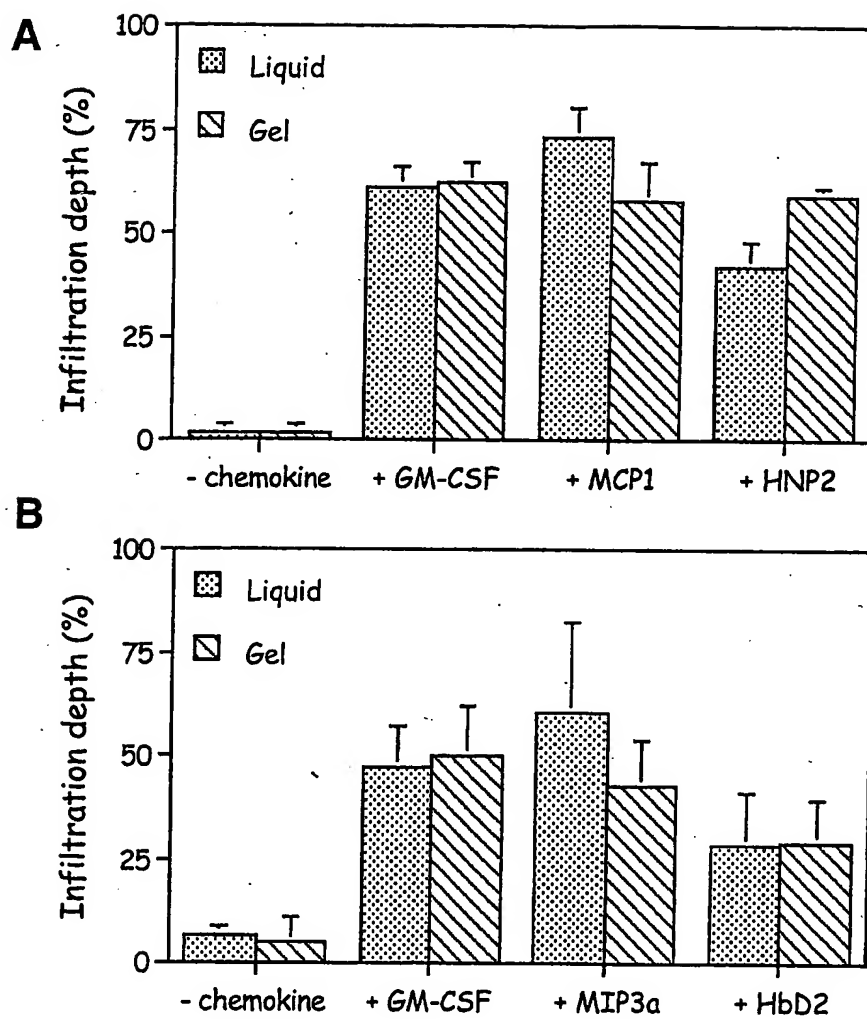 A
Infiltration depth (%)
100
75
50
25
0
Liquid
Gel
- chemokine
+ GM-CSF
+ MCP1
+ HNP2
B
Infiltration depth (%)
100
75
50
25
0
Liquid
Gel
- chemokine
+ GM-CSF
+ MIP3a
+ HbD2